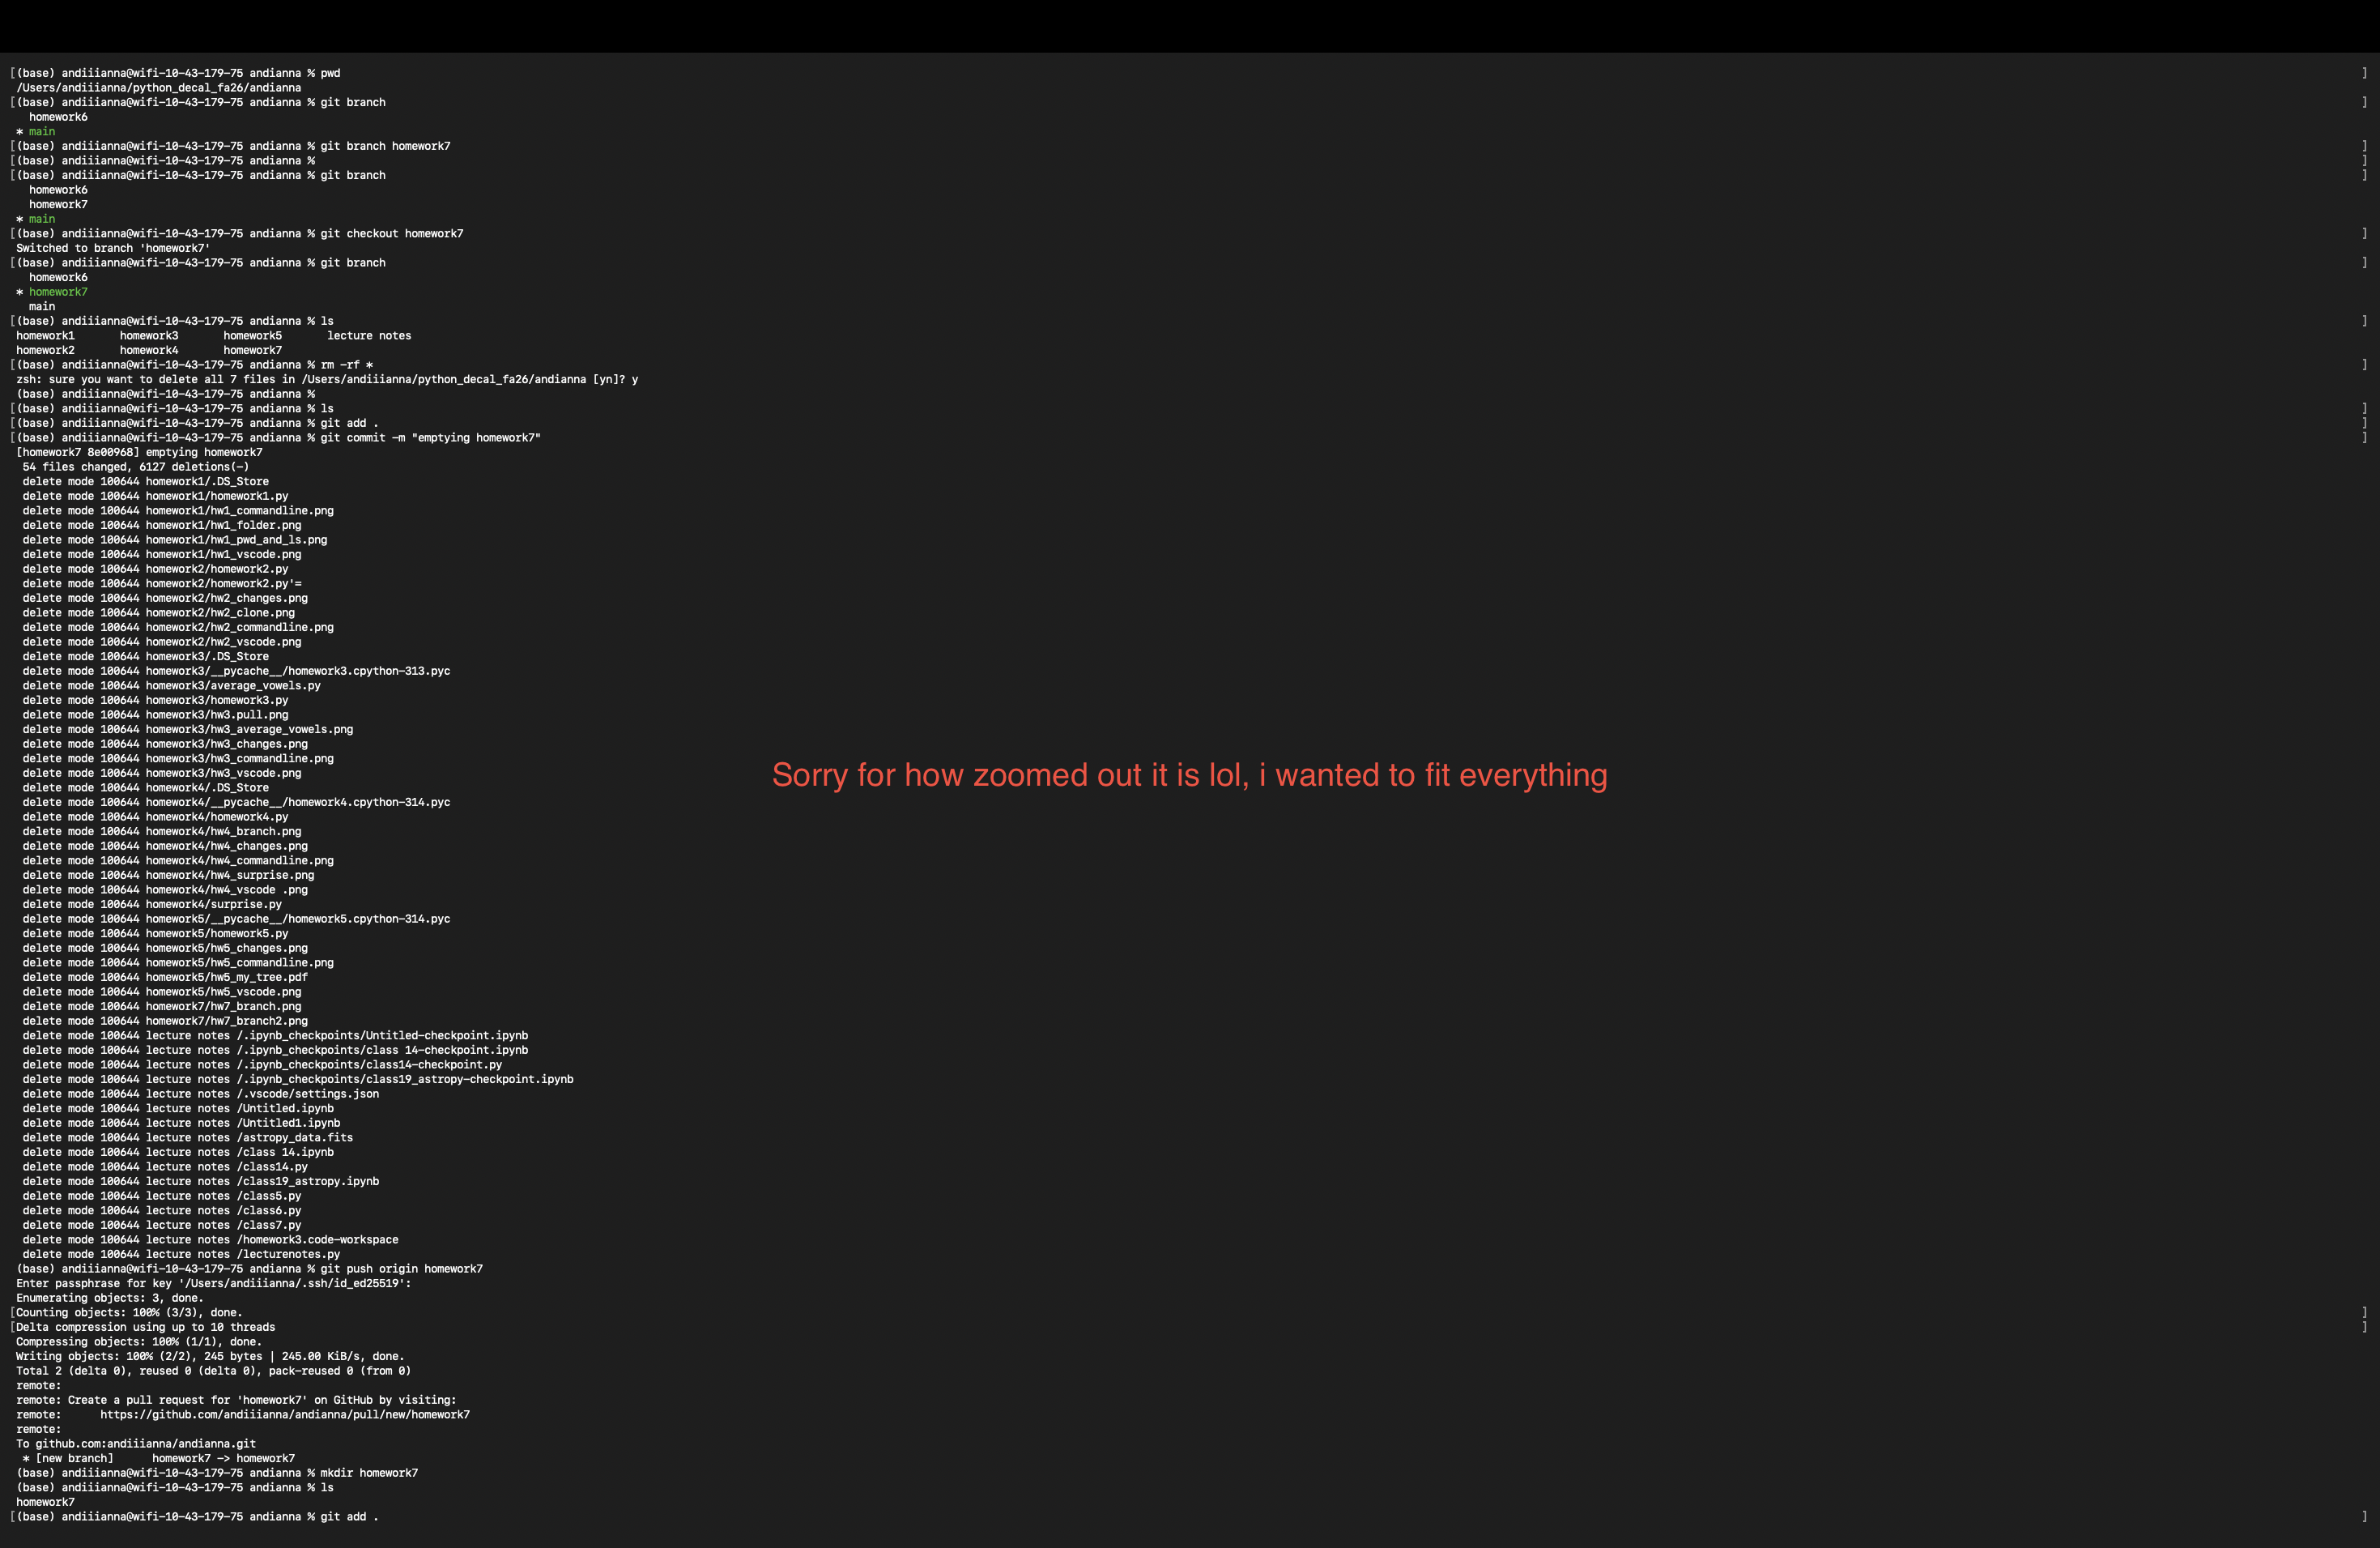 [(base) andiiianna@wifi-10-43-179-75 andianna % pwd ]
/Users/andiiianna/python_decal_fa26/andianna
[(base) andiiianna@wifi-10-43-179-75 andianna % git branch ]
homework6
* main
[(base) andiiianna@wifi-10-43-179-75 andianna % git branch homework7 ]
[(base) andiiianna@wifi-10-43-179-75 andianna % ]
[(base) andiiianna@wifi-10-43-179-75 andianna % git branch ]
homework6
homework7
* main
[(base) andiiianna@wifi-10-43-179-75 andianna % git checkout homework7 ]
Switched to branch 'homework7'
[(base) andiiianna@wifi-10-43-179-75 andianna % git branch ]
homework6
* homework7
main
[(base) andiiianna@wifi-10-43-179-75 andianna % ls ]
homework1 homework3 homework5 lecture notes
homework2 homework4 homework7
[(base) andiiianna@wifi-10-43-179-75 andianna % rm -rf * ]
zsh: sure you want to delete all 7 files in /Users/andiiianna/python_decal_fa26/andianna [yn]? y
(base) andiiianna@wifi-10-43-179-75 andianna %
[(base) andiiianna@wifi-10-43-179-75 andianna % ls ]
[(base) andiiianna@wifi-10-43-179-75 andianna % git add . ]
[(base) andiiianna@wifi-10-43-179-75 andianna % git commit -m "emptying homework7" ]
[homework7 8e00968] emptying homework7
54 files changed, 6127 deletions(-)
delete mode 100644 homework1/.DS_Store
delete mode 100644 homework1/homework1.py
delete mode 100644 homework1/hw1_commandline.png
delete mode 100644 homework1/hw1_folder.png
delete mode 100644 homework1/hw1_pwd_and_ls.png
delete mode 100644 homework1/hw1_vscode.png
delete mode 100644 homework2/homework2.py
delete mode 100644 homework2/homework2.py'=
delete mode 100644 homework2/hw2_changes.png
delete mode 100644 homework2/hw2_clone.png
delete mode 100644 homework2/hw2_commandline.png
delete mode 100644 homework2/hw2_vscode.png
delete mode 100644 homework3/.DS_Store
delete mode 100644 homework3/__pycache__/homework3.cpython-313.pyc
delete mode 100644 homework3/average_vowels.py
delete mode 100644 homework3/homework3.py
delete mode 100644 homework3/hw3.pull.png
delete mode 100644 homework3/hw3_average_vowels.png
delete mode 100644 homework3/hw3_changes.png
delete mode 100644 homework3/hw3_commandline.png
delete mode 100644 homework3/hw3_vscode.png
Sorry for how zoomed out it is lol, i wanted to fit everything
delete mode 100644 homework4/.DS_Store
delete mode 100644 homework4/__pycache__/homework4.cpython-314.pyc
delete mode 100644 homework4/homework4.py
delete mode 100644 homework4/hw4_branch.png
delete mode 100644 homework4/hw4_changes.png
delete mode 100644 homework4/hw4_commandline.png
delete mode 100644 homework4/hw4_surprise.png
delete mode 100644 homework4/hw4_vscode .png
delete mode 100644 homework4/surprise.py
delete mode 100644 homework5/__pycache__/homework5.cpython-314.pyc
delete mode 100644 homework5/homework5.py
delete mode 100644 homework5/hw5_changes.png
delete mode 100644 homework5/hw5_commandline.png
delete mode 100644 homework5/hw5_my_tree.pdf
delete mode 100644 homework5/hw5_vscode.png
delete mode 100644 homework7/hw7_branch.png
delete mode 100644 homework7/hw7_branch2.png
delete mode 100644 lecture notes /.ipynb_checkpoints/Untitled-checkpoint.ipynb
delete mode 100644 lecture notes /.ipynb_checkpoints/class 14-checkpoint.ipynb
delete mode 100644 lecture notes /.ipynb_checkpoints/class14-checkpoint.py
delete mode 100644 lecture notes /.ipynb_checkpoints/class19_astropy-checkpoint.ipynb
delete mode 100644 lecture notes /.vscode/settings.json
delete mode 100644 lecture notes /Untitled.ipynb
delete mode 100644 lecture notes /Untitled1.ipynb
delete mode 100644 lecture notes /astropy_data.fits
delete mode 100644 lecture notes /class 14.ipynb
delete mode 100644 lecture notes /class14.py
delete mode 100644 lecture notes /class19_astropy.ipynb
delete mode 100644 lecture notes /class5.py
delete mode 100644 lecture notes /class6.py
delete mode 100644 lecture notes /class7.py
delete mode 100644 lecture notes /homework3.code-workspace
delete mode 100644 lecture notes /lecturenotes.py
(base) andiiianna@wifi-10-43-179-75 andianna % git push origin homework7
Enter passphrase for key '/Users/andiiianna/.ssh/id_ed25519':
Enumerating objects: 3, done.
[Counting objects: 100% (3/3), done. ]
[Delta compression using up to 10 threads ]
Compressing objects: 100% (1/1), done.
Writing objects: 100% (2/2), 245 bytes | 245.00 KiB/s, done.
Total 2 (delta 0), reused 0 (delta 0), pack-reused 0 (from 0)
remote:
remote: Create a pull request for 'homework7' on GitHub by visiting:
remote: https://github.com/andiiianna/andianna/pull/new/homework7
remote:
To github.com:andiiianna/andianna.git
* [new branch] homework7 -> homework7
(base) andiiianna@wifi-10-43-179-75 andianna % mkdir homework7
(base) andiiianna@wifi-10-43-179-75 andianna % ls
homework7
[(base) andiiianna@wifi-10-43-179-75 andianna % git add . ]